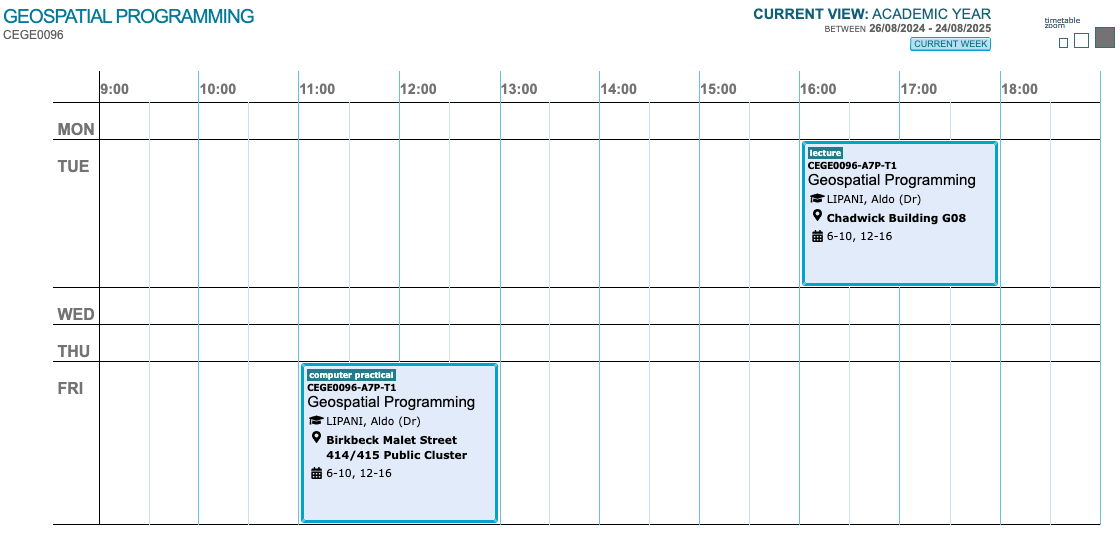 GEOSPATIAL PROGRAMMING
CEGE0096
CURRENT VIEW: ACADEMIC YEAR
BETWEEN 26/08/2024 - 24/08/2025
CURRENT WEEK
timetable
zoom
9:00 10:00 11:00 12:00 13:00 14:00 15:00 16:00 17:00 18:00
MON
TUE
lecture
CEGE0096-A7P-T1
Geospatial Programming
LIPANI, Aldo (Dr)
Chadwick Building G08
6-10, 12-16
WED
THU
FRI
computer practical
CEGE0096-A7P-T1
Geospatial Programming
LIPANI, Aldo (Dr)
Birkbeck Malet Street
414/415 Public Cluster
6-10, 12-16